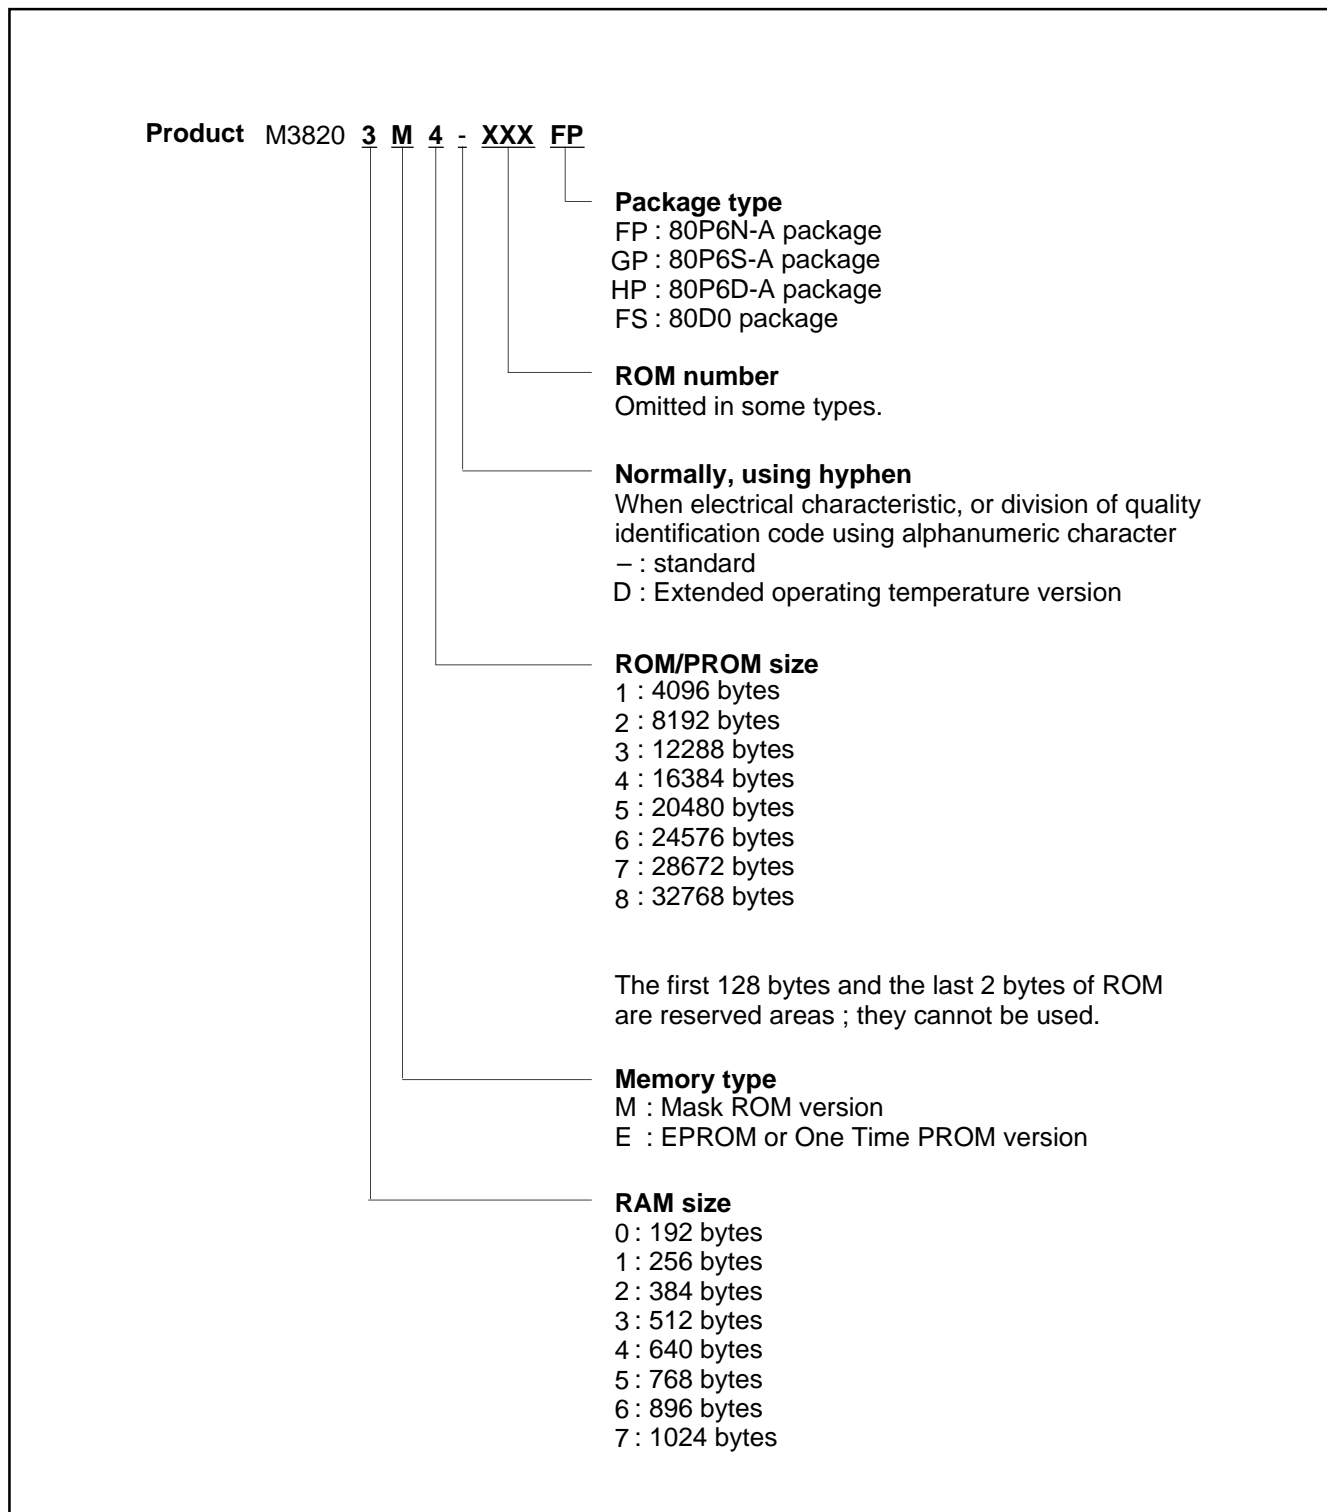 Product M3820 3 M 4 - XXX FP
Package type
FP : 80P6N-A package
GP : 80P6S-A package
HP : 80P6D-A package
FS : 80D0 package
ROM number
Omitted in some types.
Normally, using hyphen
When electrical characteristic, or division of quality
identification code using alphanumeric character
– : standard
D : Extended operating temperature version
ROM/PROM size
1 : 4096 bytes
2 : 8192 bytes
3 : 12288 bytes
4 : 16384 bytes
5 : 20480 bytes
6 : 24576 bytes
7 : 28672 bytes
8 : 32768 bytes
The first 128 bytes and the last 2 bytes of ROM
are reserved areas ; they cannot be used.
Memory type
M : Mask ROM version
E : EPROM or One Time PROM version
RAM size
0 : 192 bytes
1 : 256 bytes
2 : 384 bytes
3 : 512 bytes
4 : 640 bytes
5 : 768 bytes
6 : 896 bytes
7 : 1024 bytes